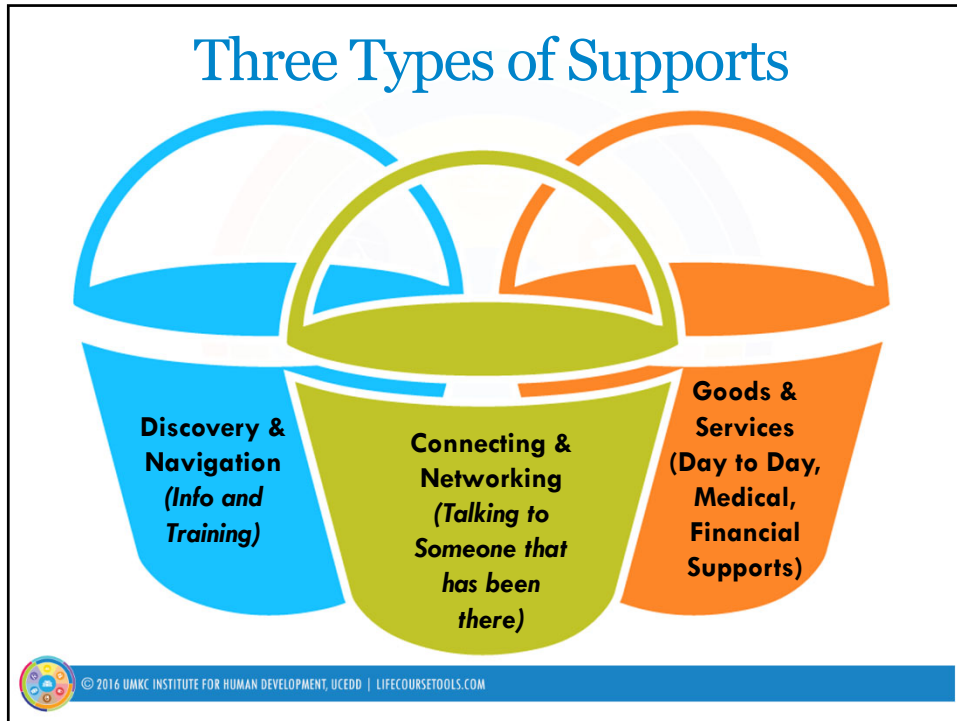 Three Types of Supports
Discovery &
Navigation
(Info and
Training)
Connecting &
Networking
(Talking to
Someone that
has been
there)
Goods &
Services
(Day to Day,
Medical,
Financial
Supports)
© 2016 UMKC INSTITUTE FOR HUMAN DEVELOPMENT, UCEDD | LIFECOURSETOOLS.COM